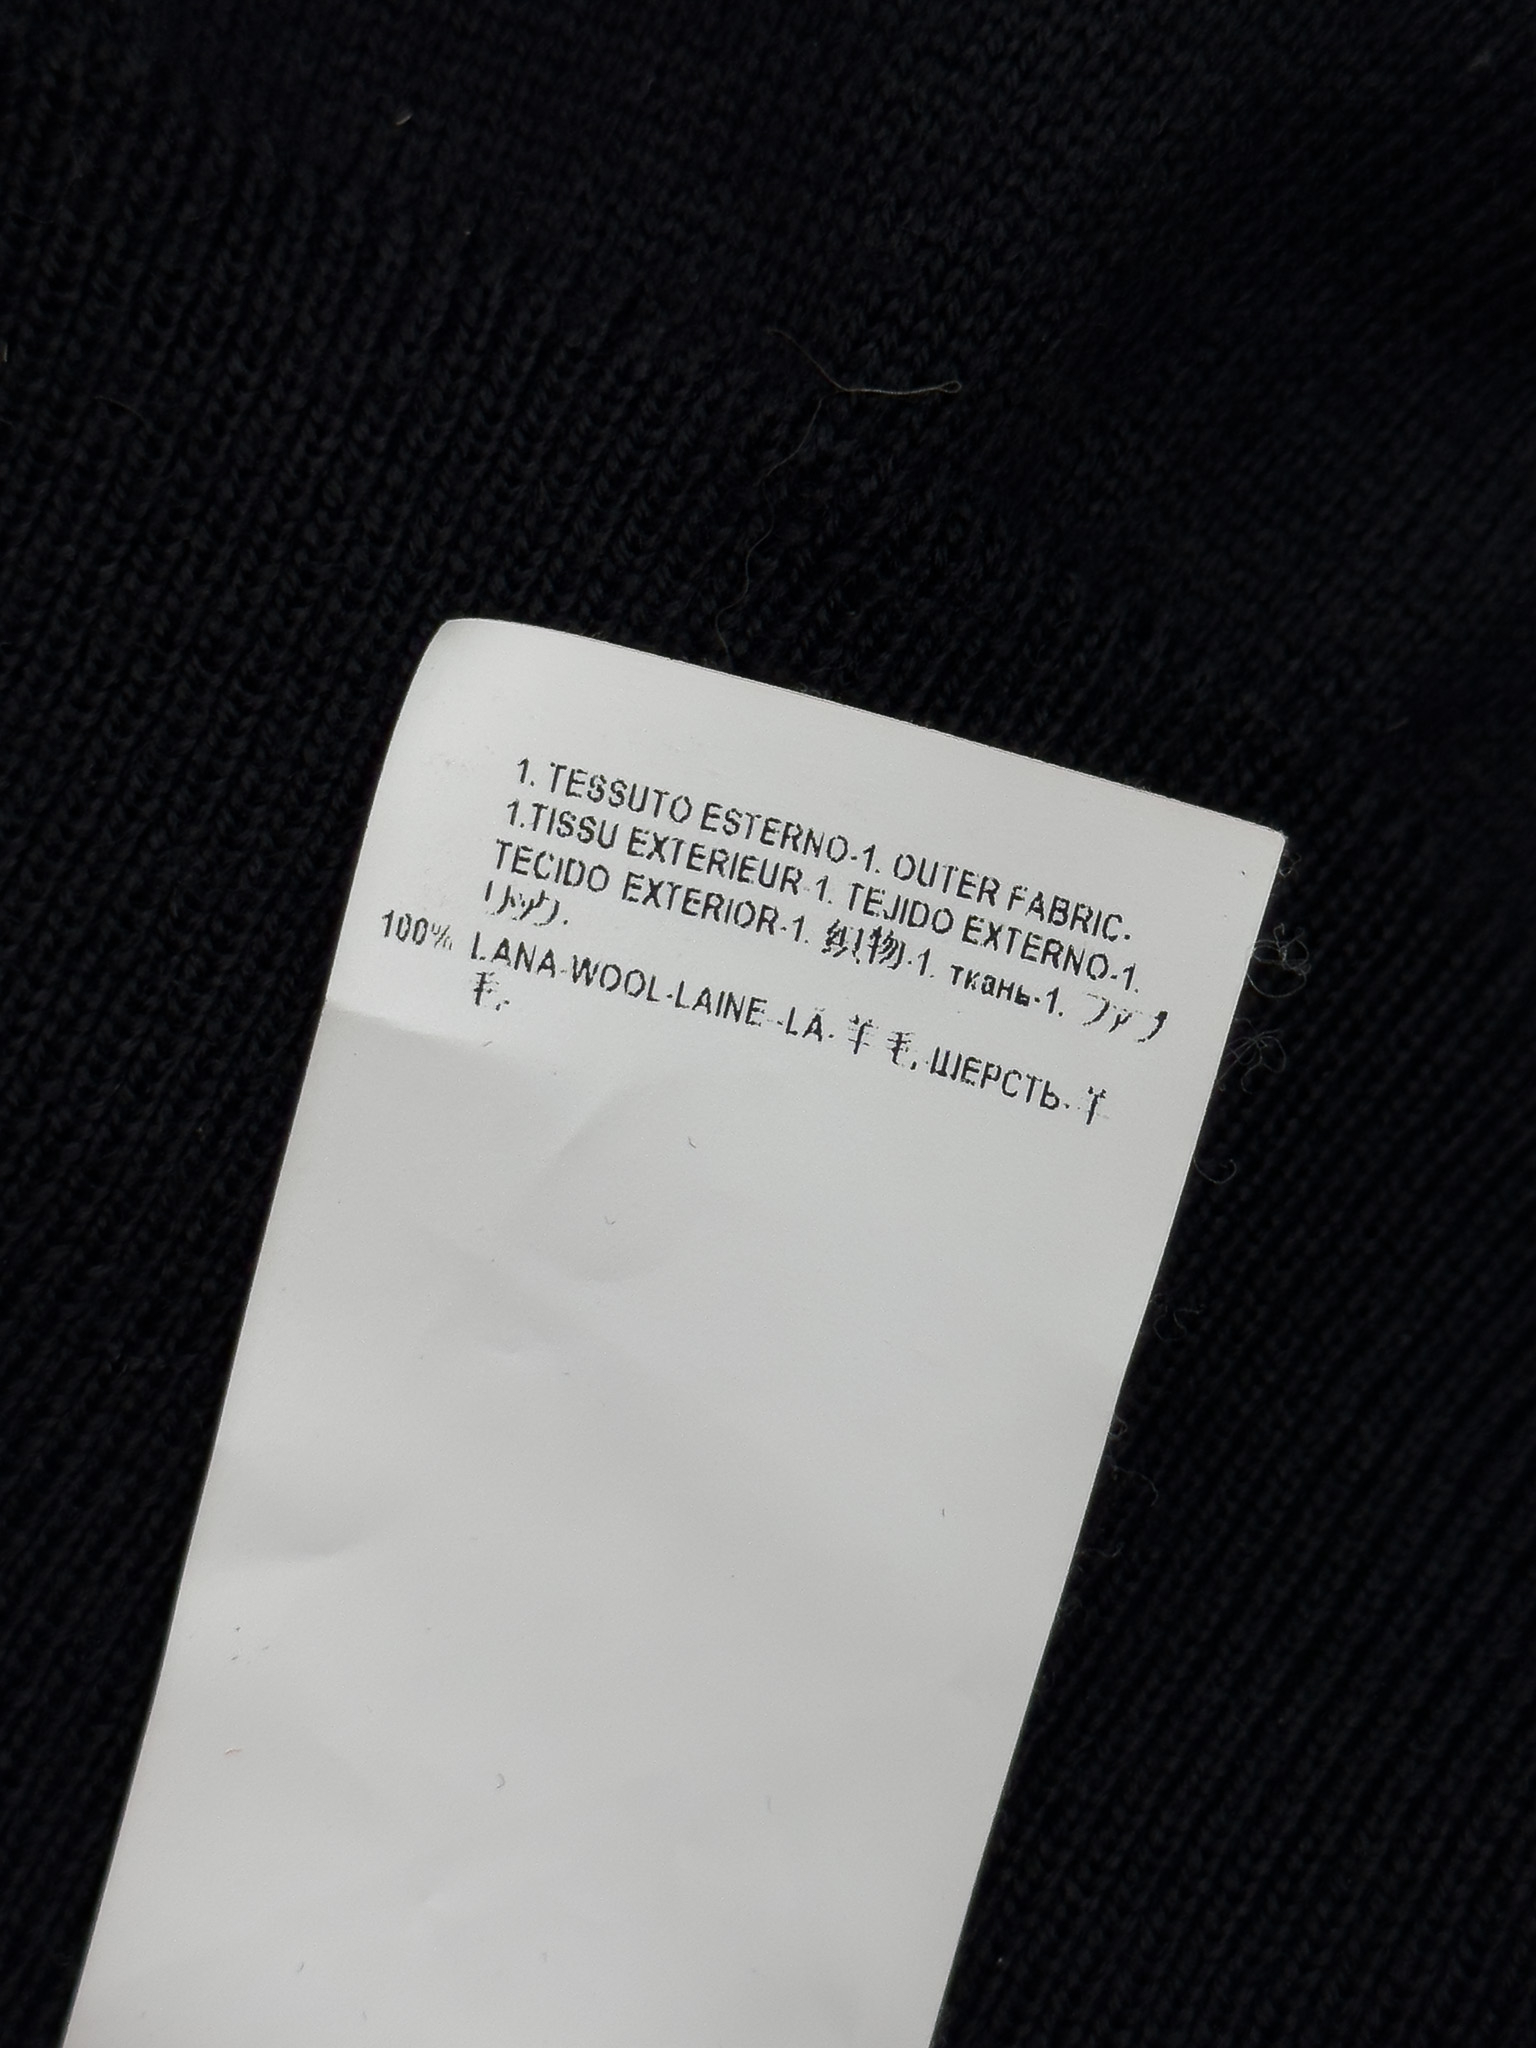 1. TESSUTO ESTERNO-1. OUTER FABRIC-
1.TISSU EXTERIEUR-1. TEJIDO EXTERNO-1.
TECIDO EXTERIOR-1. 织物-1. ткань-1. ファブ
リック.
100% LANA-WOOL-LAINE -LÃ- 羊 毛, ШЕРСТЬ- 羊
毛,